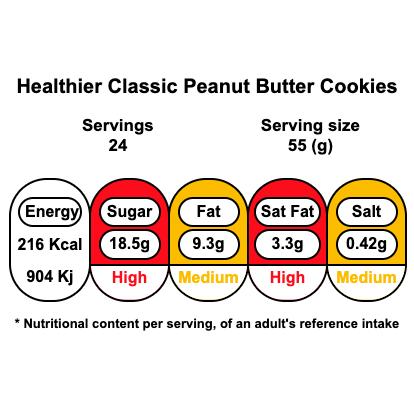 Healthier Classic Peanut Butter Cookies
Servings Serving size
24 55 (g)
Energy Sugar Fat Sat Fat Salt
216 Kcal 18.5g 9.3g 3.3g 0.42g
904 Kj High Medium High Medium
* Nutritional content per serving, of an adult's reference intake